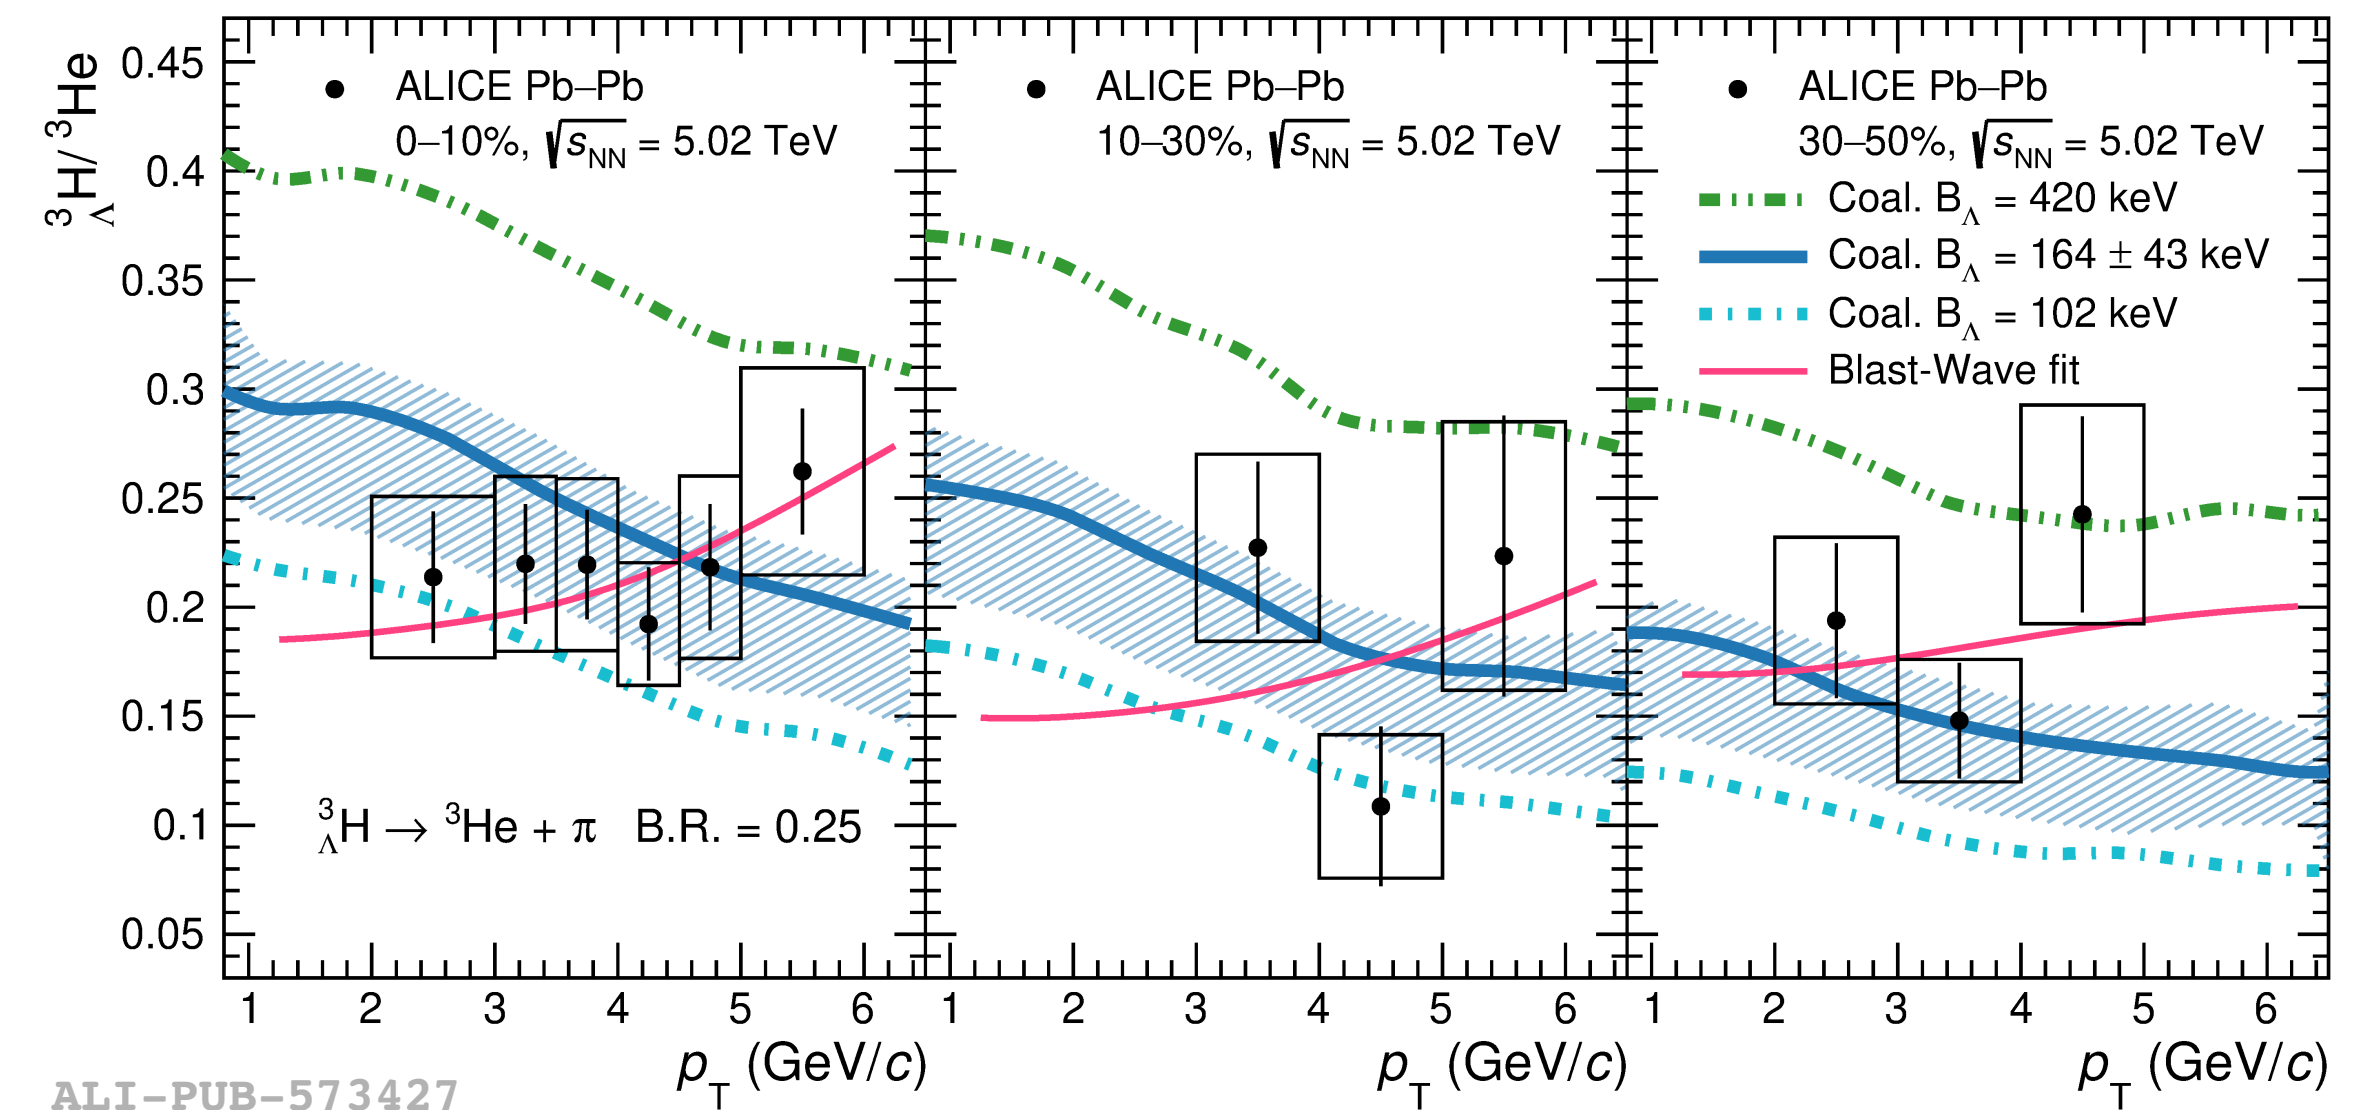 ³ΛH/ ³He
0.45
0.4
0.35
0.3
0.25
0.2
0.15
0.1
0.05
ALICE Pb–Pb
0–10%, √sNN = 5.02 TeV
³ΛH → ³He + π B.R. = 0.25
1 2 3 4 5 6
pT (GeV/c)
ALICE Pb–Pb
10–30%, √sNN = 5.02 TeV
1 2 3 4 5 6
pT (GeV/c)
ALICE Pb–Pb
30–50%, √sNN = 5.02 TeV
Coal. BΛ = 420 keV
Coal. BΛ = 164 ± 43 keV
Coal. BΛ = 102 keV
Blast-Wave fit
1 2 3 4 5 6
pT (GeV/c)
ALI-PUB-573427